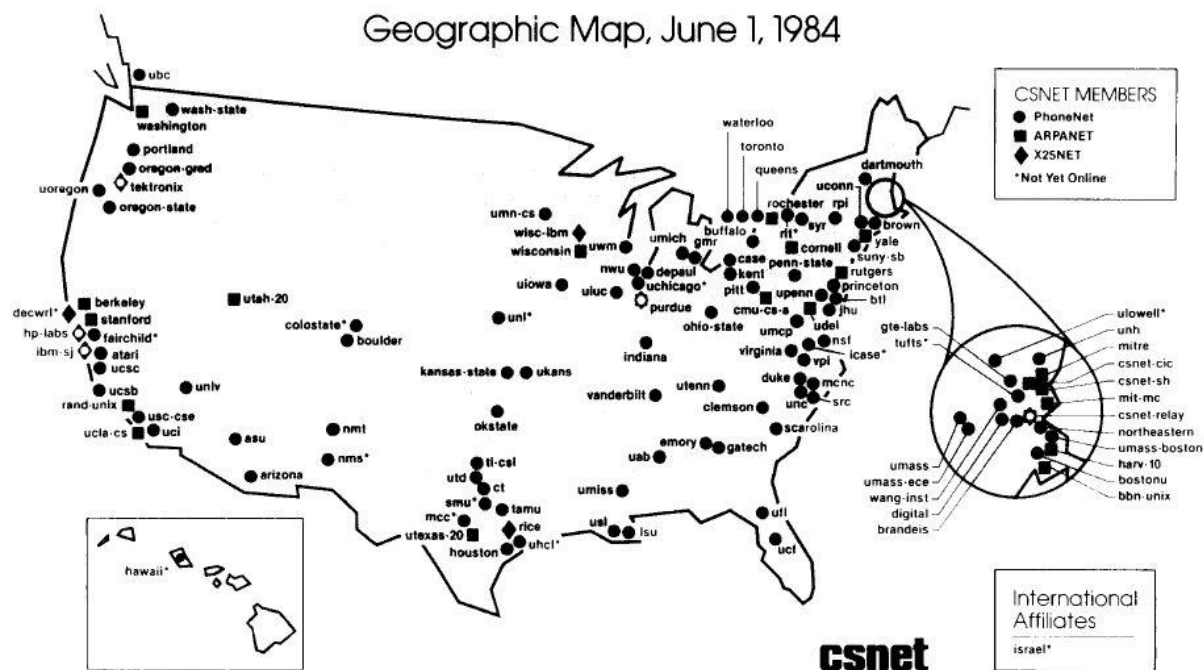 Geographic Map, June 1, 1984
CSNET MEMBERS
PhoneNet
ARPANET
X25NET
*Not Yet Online
ubc
wash-state
washington
portland
oregon-grad
tektronix
uoregon
oregon-state
berkeley
decwrl*
stanford
hp-labs
fairchild*
ibm-sj
atari
ucsc
ucsb
rand-unix
usc-cse
uci
ucla-cs
univ
utah-20
colostate*
boulder
asu
arizona
nmt
nms*
unl*
kansas-state
ukans
okstate
ti-csl
utd
ct
smu*
tamu
mcc*
rice
utexas-20
uhcl*
houston
umn-cs
wisc-ibm
wisconsin
uwm
uiowa
nwu
depaul
uchicago*
uiuc
purdue
indiana
umich
gmr
waterloo
toronto
queens
buffalo
rochester
rit*
syr
rpi
cornell
case
kent
penn-state
pitt
cmu-cs-a
ohio-state
dartmouth
uconn
brown
yale
suny-sb
rutgers
princeton
upenn
btl
jhu
udel
umcp
nsf
virginia
icase*
vpi
duke
mcnc
unc
src
vanderbilt
utenn
clemson
scarolina
emory
gatech
uab
umiss
usl
lsu
ufl
ucf
ulowell*
gte-labs
unh
tufts*
mitre
csnet-cic
csnet-sh
mit-mc
csnet-relay
northeastern
umass-boston
umass
harv-10
umass-ece
bostonu
wang-inst
bbn-unix
digital
brandeis
hawaii*
International
Affiliates
israel*
csnet